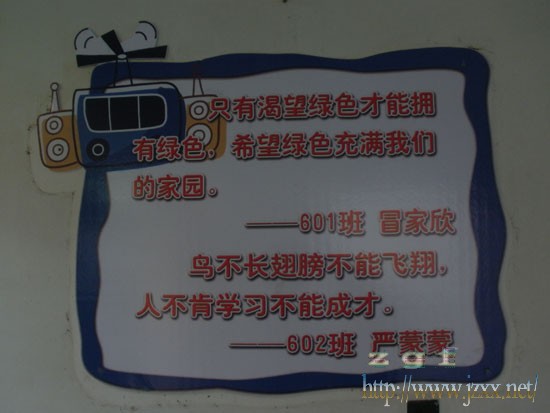 只有渴望绿色才能拥
有绿色，希望绿色充满我们
的家园。
——601班 冒家欣
鸟不长翅膀不能飞翔，
人不肯学习不能成才。
——602班 严蒙蒙
zgf
http://www.jzxx.net/